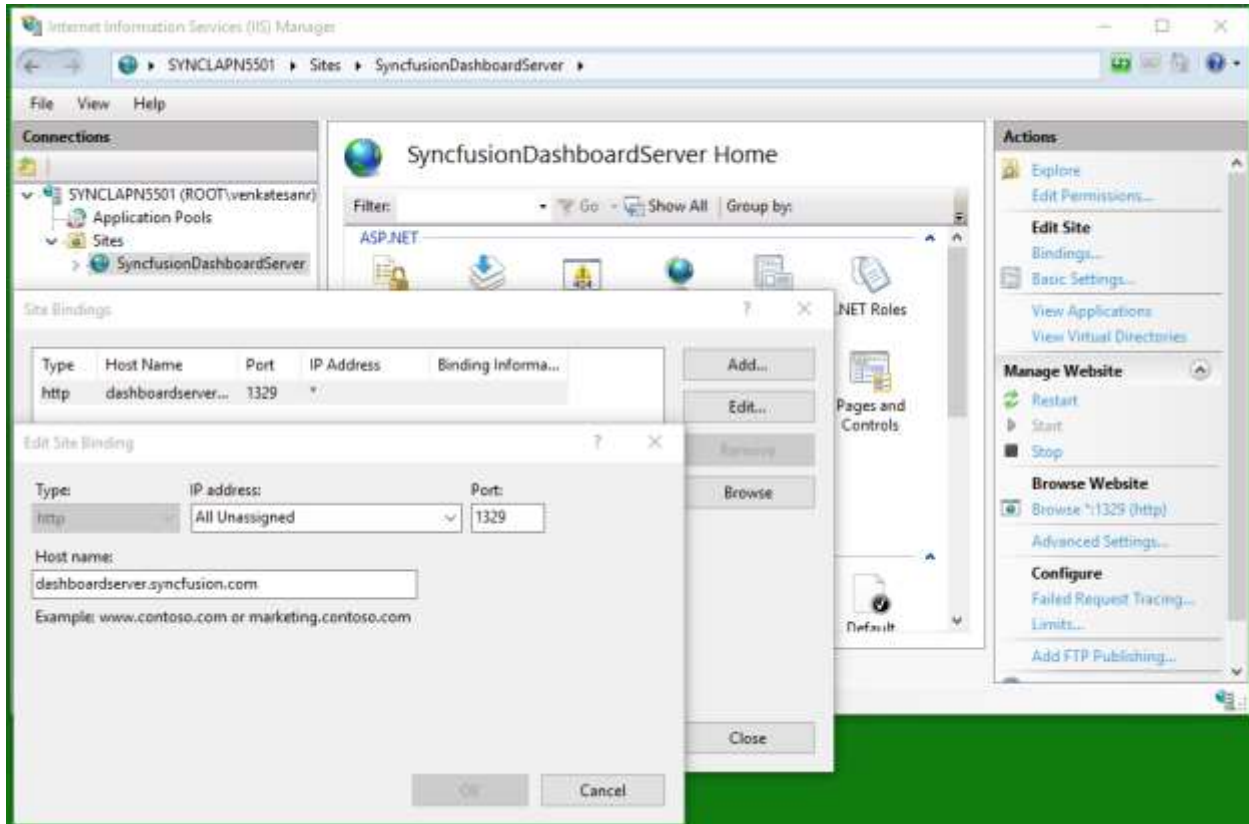 Internet Information Services (IIS) Manager
SYNCLAPN5501 Sites SyncfusionDashboardServer
File View Help
Connections
SYNCLAPN5501 (ROOT\venkatesanr)
Application Pools
Sites
SyncfusionDashboardServer
SyncfusionDashboardServer Home
Filter: Go Show All Group by:
ASP.NET
404
.NET Roles
Pages and
Controls
Default
Actions
Explore
Edit Permissions...
Edit Site
Bindings...
Basic Settings...
View Applications
View Virtual Directories
Manage Website
Restart
Start
Stop
Browse Website
Browse *:1329 (http)
Advanced Settings...
Configure
Failed Request Tracing...
Limits...
Add FTP Publishing...
Site Bindings
?
Type Host Name Port IP Address Binding Informa...
http dashboardserver... 1329 *
Add...
Edit...
Remove
Browse
Close
Edit Site Binding
?
Type: IP address: Port:
http All Unassigned 1329
Host name:
dashboardserver.syncfusion.com
Example: www.contoso.com or marketing.contoso.com
OK Cancel